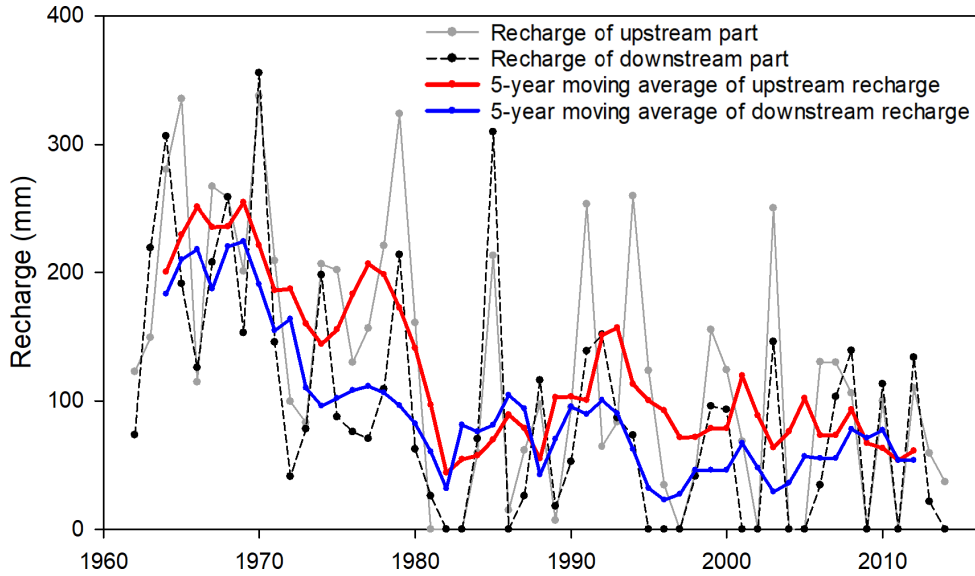 400
300
200
100
0
Recharge (mm)
Recharge of upstream part
Recharge of downstream part
5-year moving average of upstream recharge
5-year moving average of downstream recharge
1960 1970 1980 1990 2000 2010